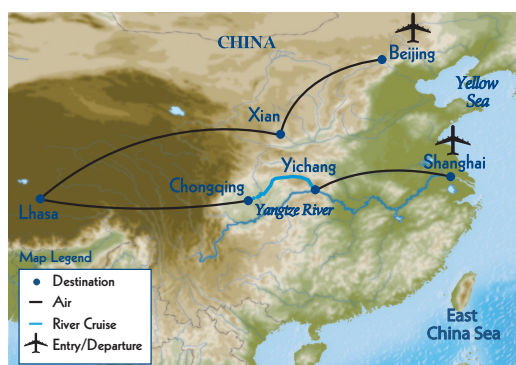 CHINA
Beijing
Yellow
Sea
Xian
Yichang
Shanghai
Chongqing
Lhasa
Yangtze River
Map Legend
Destination
Air
River Cruise
Entry/Departure
East
China Sea